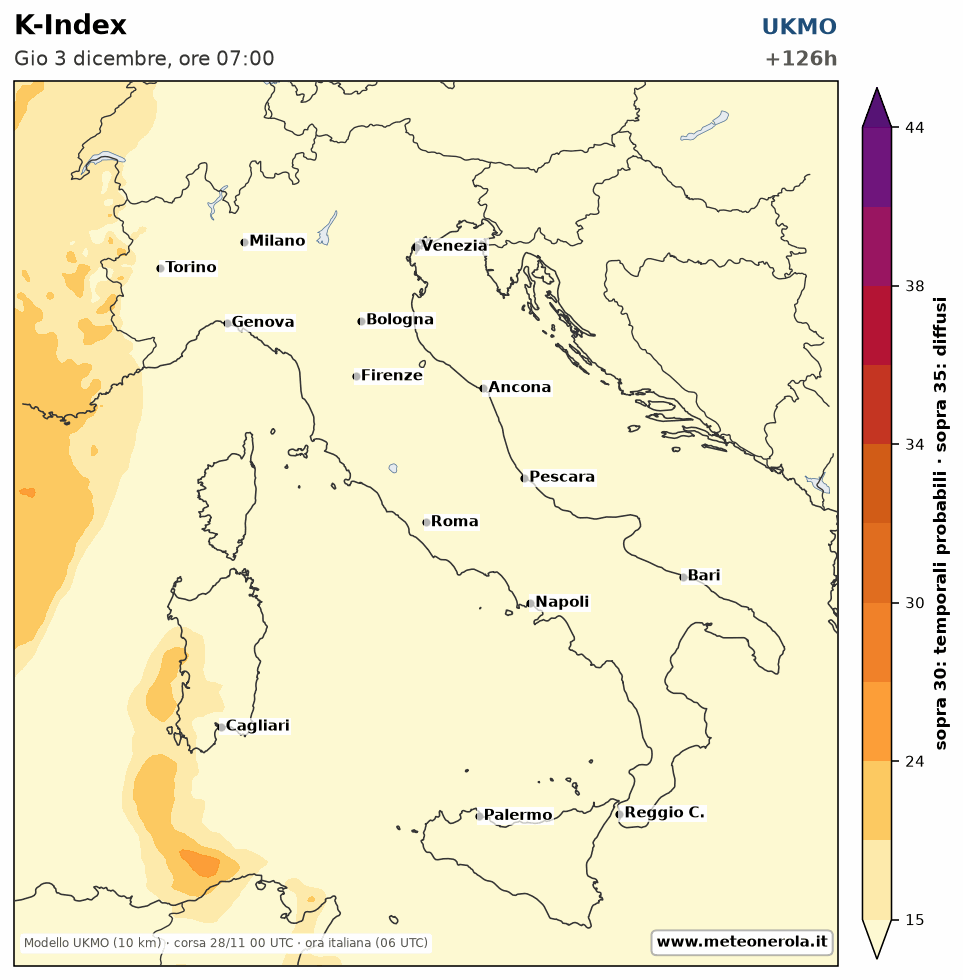 K-Index
UKMO
Gio 3 dicembre, ore 07:00
+126h
44
38
34
30
24
15
sopra 30: temporali probabili · sopra 35: diffusi
Milano
Venezia
Torino
Genova
Bologna
Firenze
Ancona
Pescara
Roma
Bari
Napoli
Cagliari
Palermo
Reggio C.
Modello UKMO (10 km) · corsa 28/11 00 UTC · ora italiana (06 UTC)
www.meteonerola.it